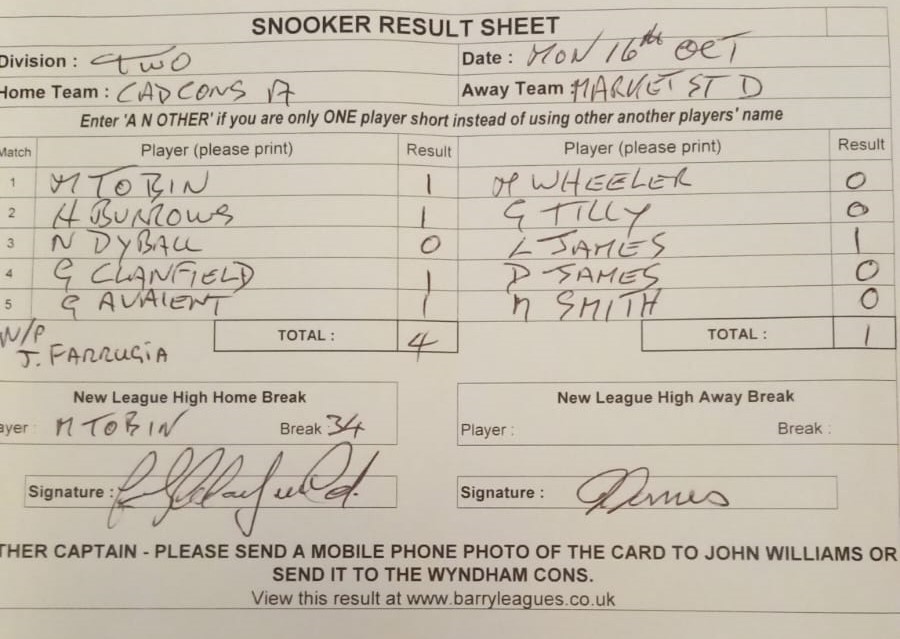 SNOOKER RESULT SHEET
Division : TWO Date : MON 16th OCT
Home Team : CADCONS A Away Team : MARKET ST D
Enter 'A N OTHER' if you are only ONE player short instead of using other another players' name
Match Player (please print) Result Player (please print) Result
1 M TOBIN 1 M WHEELER 0
2 H BURROWS 1 G TILLY 0
3 N DYBALL 0 L JAMES 1
4 G CLANFIELD 1 D JAMES 0
5 G AVAIENT 1 N SMITH 0
N/P
J. FARRUGIA
TOTAL : 4 TOTAL : 1
New League High Home Break New League High Away Break
ayer : M TOBIN Break : 34 Player : Break :
Signature : Signature :
THER CAPTAIN - PLEASE SEND A MOBILE PHONE PHOTO OF THE CARD TO JOHN WILLIAMS OR
SEND IT TO THE WYNDHAM CONS.
View this result at www.barryleagues.co.uk